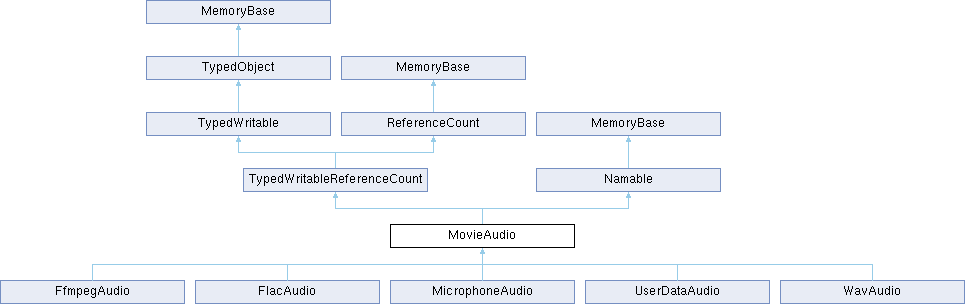 MemoryBase
TypedObject
MemoryBase
TypedWritable
ReferenceCount
MemoryBase
TypedWritableReferenceCount
Namable
MovieAudio
FfmpegAudio
FlacAudio
MicrophoneAudio
UserDataAudio
WavAudio